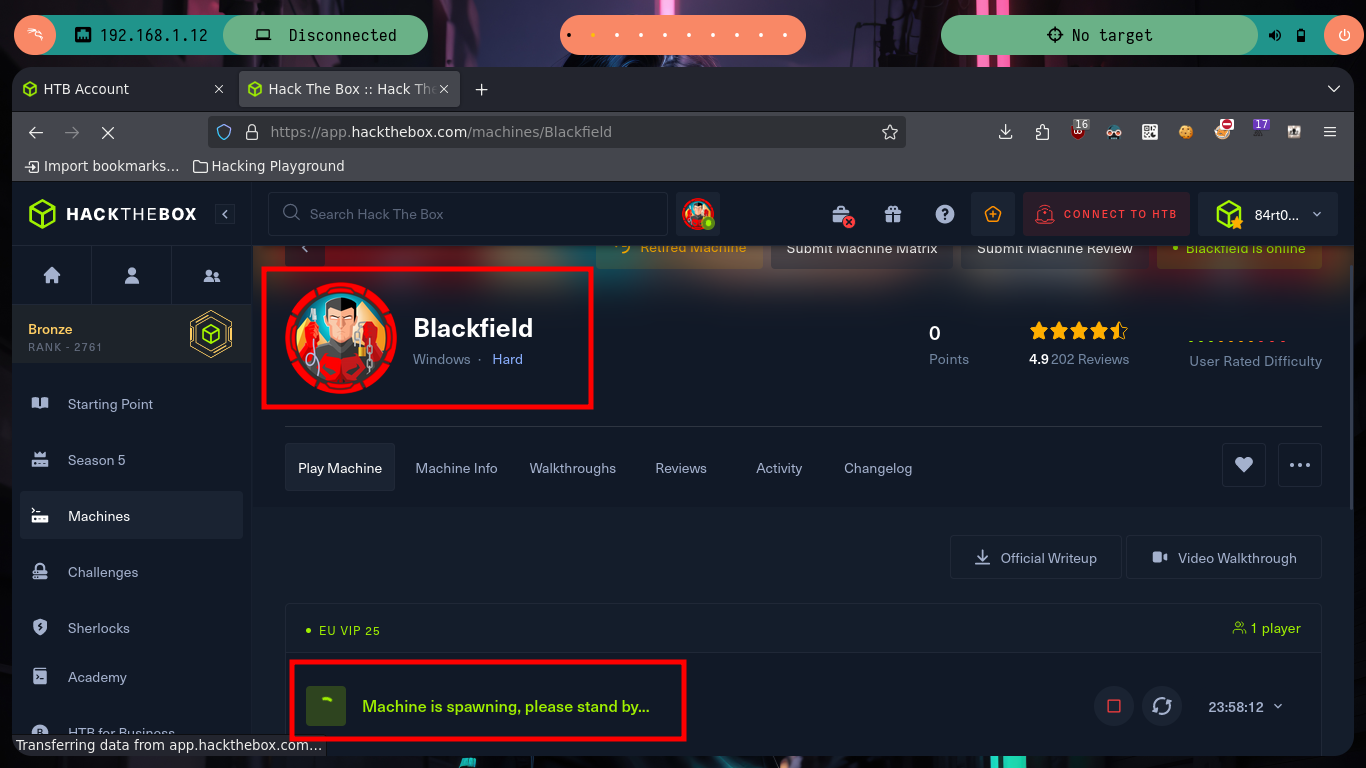 192.168.1.12 Disconnected No target
HTB Account Hack The Box :: Hack The
https://app.hackthebox.com/machines/Blackfield 16 17
Import bookmarks... Hacking Playground
HACKTHEBOX Search Hack The Box CONNECT TO HTB 84rt0...
Retired Machine Submit Machine Matrix Submit Machine Review Blackfield is online
Bronze
RANK - 2761
Blackfield
Windows · Hard
0
Points
4.9 202 Reviews
- - - - - - - - - -
User Rated Difficulty
Starting Point
Season 5
Machines
Challenges
Sherlocks
Academy
HTB for Business
Play Machine Machine Info Walkthroughs Reviews Activity Changelog
Official Writeup Video Walkthrough
EU VIP 25 1 player
Machine is spawning, please stand by... 23:58:12
Transferring data from app.hackthebox.com...